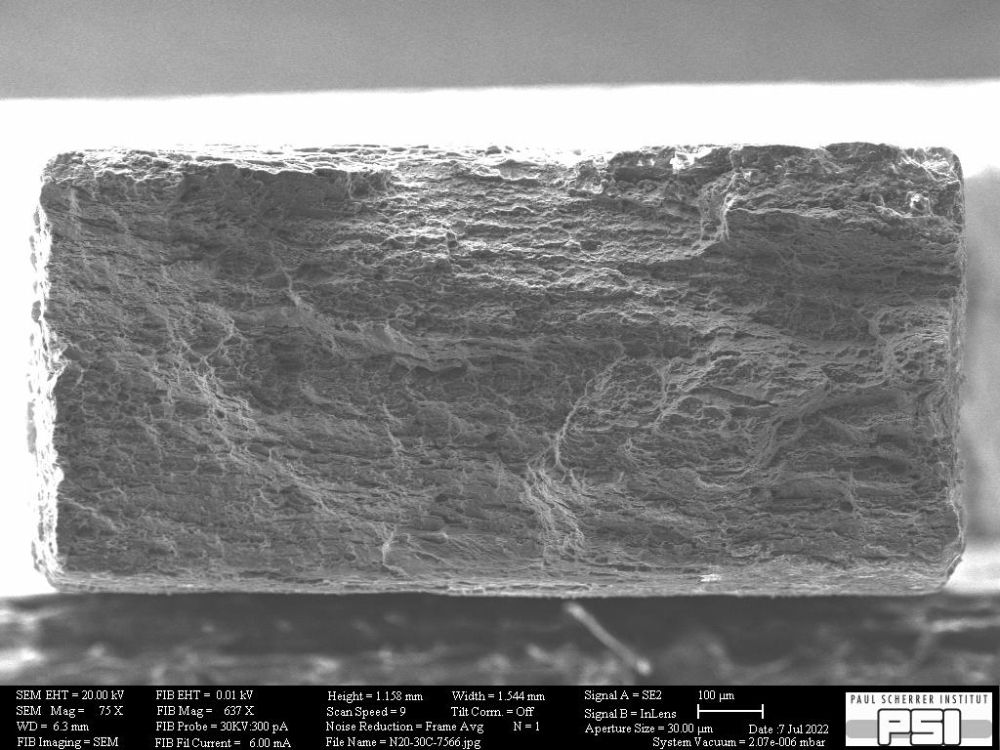 SEM EHT = 20.00 kV FIB EHT = 0.01 kV Height = 1.158 mm Width = 1.544 mm Signal A = SE2 100 µm
SEM Mag = 75 X FIB Mag = 637 X Scan Speed = 9 Tilt Corrn. = Off Signal B = InLens
WD = 6.3 mm FIB Probe = 30KV:300 pA Noise Reduction = Frame Avg N = 1 Aperture Size = 30.00 µm Date :7 Jul 2022
FIB Imaging = SEM FIB Fil Current = 6.00 mA File Name = N20-30C-7566.jpg System Vacuum = 2.07e-006 mbar
PAUL SCHERRER INSTITUT
PSI